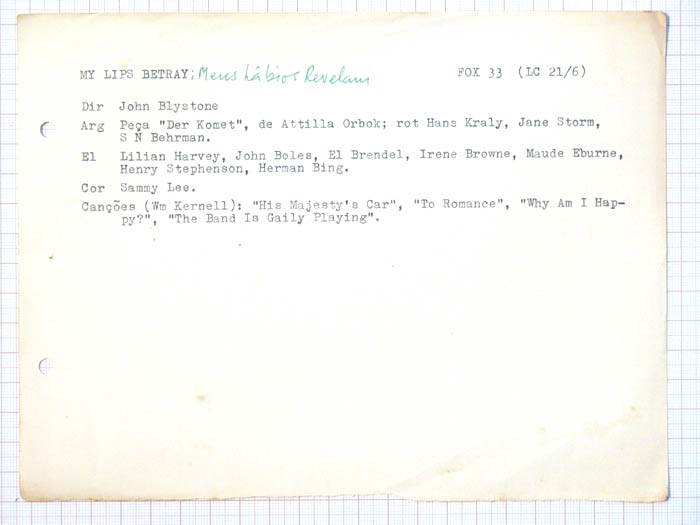 MY LIPS BETRAY; Meus Lábios Revelam FOX 33 (LC 21/6)
Dir John Blystone
Arg Peça "Der Komet", de Attilla Orbok; rot Hans Kraly, Jane Storm,
S N Behrman.
El Lilian Harvey, John Boles, El Brendel, Irene Browne, Maude Eburne,
Henry Stephenson, Herman Bing.
Cor Sammy Lee.
Canções (Wm Kernell): "His Majesty's Car", "To Romance", "Why Am I Hap-
py?", "The Band Is Gaily Playing".